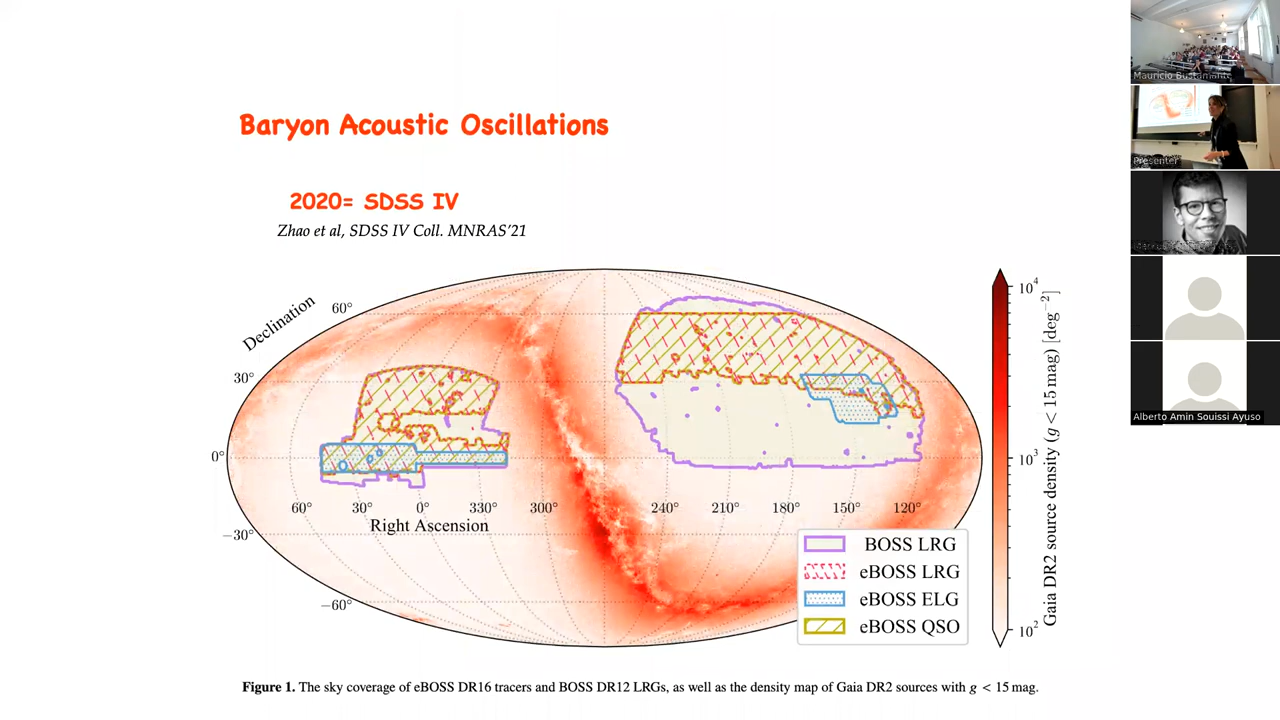 Baryon Acoustic Oscillations
2020= SDSS IV
Zhao et al, SDSS IV Coll. MNRAS'21
Declination
60°
30°
0°
−30°
−60°
60°
30°
0°
330°
300°
240°
210°
180°
150°
120°
Right Ascension
BOSS LRG
eBOSS LRG
eBOSS ELG
eBOSS QSO
10⁴
10³
10²
Gaia DR2 source density (g < 15 mag) [deg⁻²]
Figure 1. The sky coverage of eBOSS DR16 tracers and BOSS DR12 LRGs, as well as the density map of Gaia DR2 sources with g < 15 mag.
Mauricio Bustamante
Presenter
Alberto Amin Souissi Ayuso